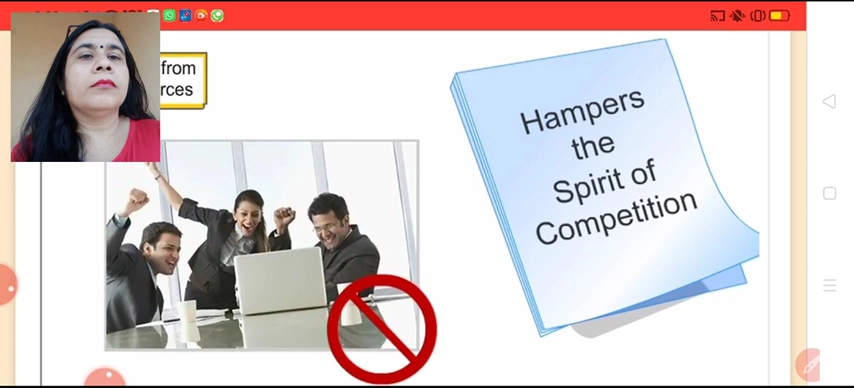 from
rces
Hampers
the
Spirit of
Competition